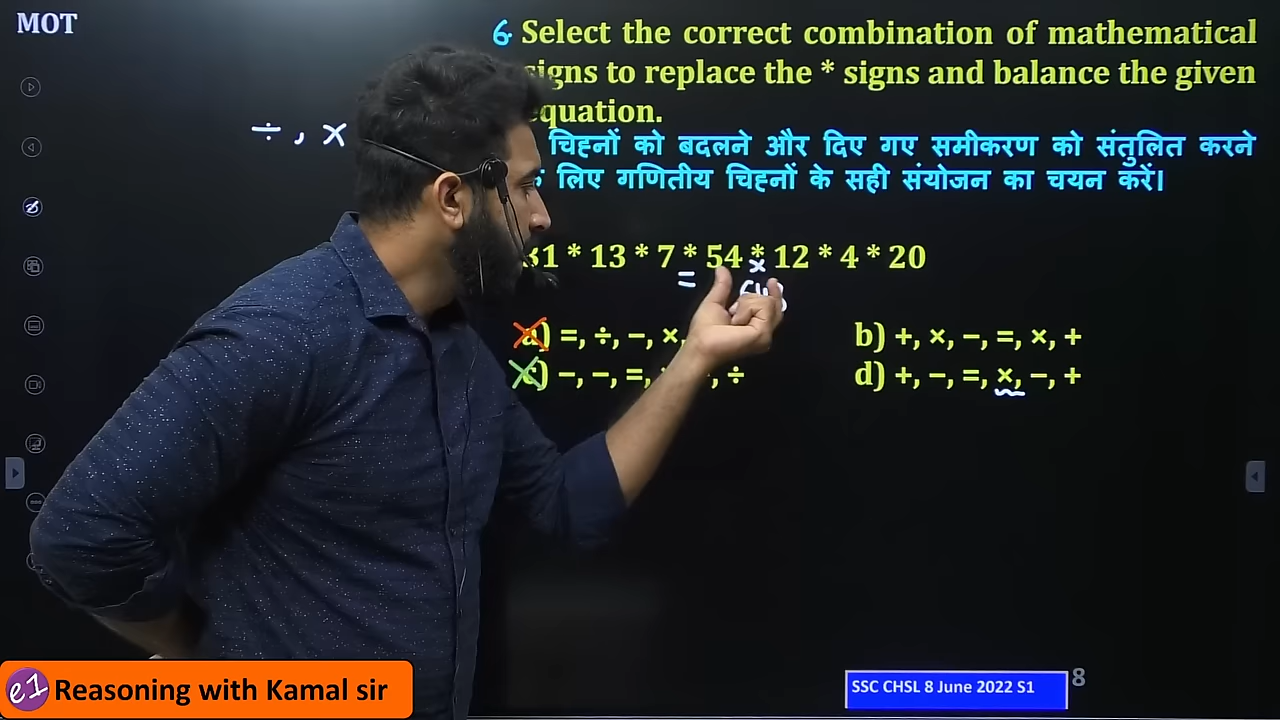 MOT
6 Select the correct combination of mathematical
signs to replace the * signs and balance the given
equation.
÷, ×
चिह्नों को बदलने और दिए गए समीकरण को संतुलित करने
लिए गणितीय चिह्नों के सही संयोजन का चयन करें।
31 * 13 * 7 * 54 * 12 * 4 * 20
= ×
a) =, ÷, −, ×,
b) +, ×, −, =, ×, +
c) −, −, =, ÷
d) +, −, =, ×, −, +
e1 Reasoning with Kamal sir
SSC CHSL 8 June 2022 S1
8